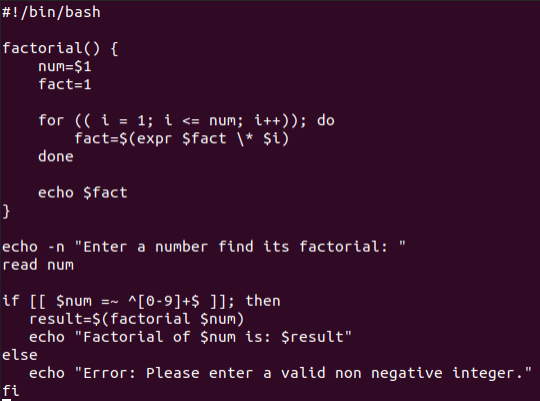 #!/bin/bash

factorial() {
    num=$1
    fact=1

    for (( i = 1; i <= num; i++)); do
        fact=$(expr $fact \* $i)
    done

    echo $fact
}

echo -n "Enter a number find its factorial: "
read num

if [[ $num =~ ^[0-9]+$ ]]; then
   result=$(factorial $num)
   echo "Factorial of $num is: $result"
else
   echo "Error: Please enter a valid non negative integer."
fi